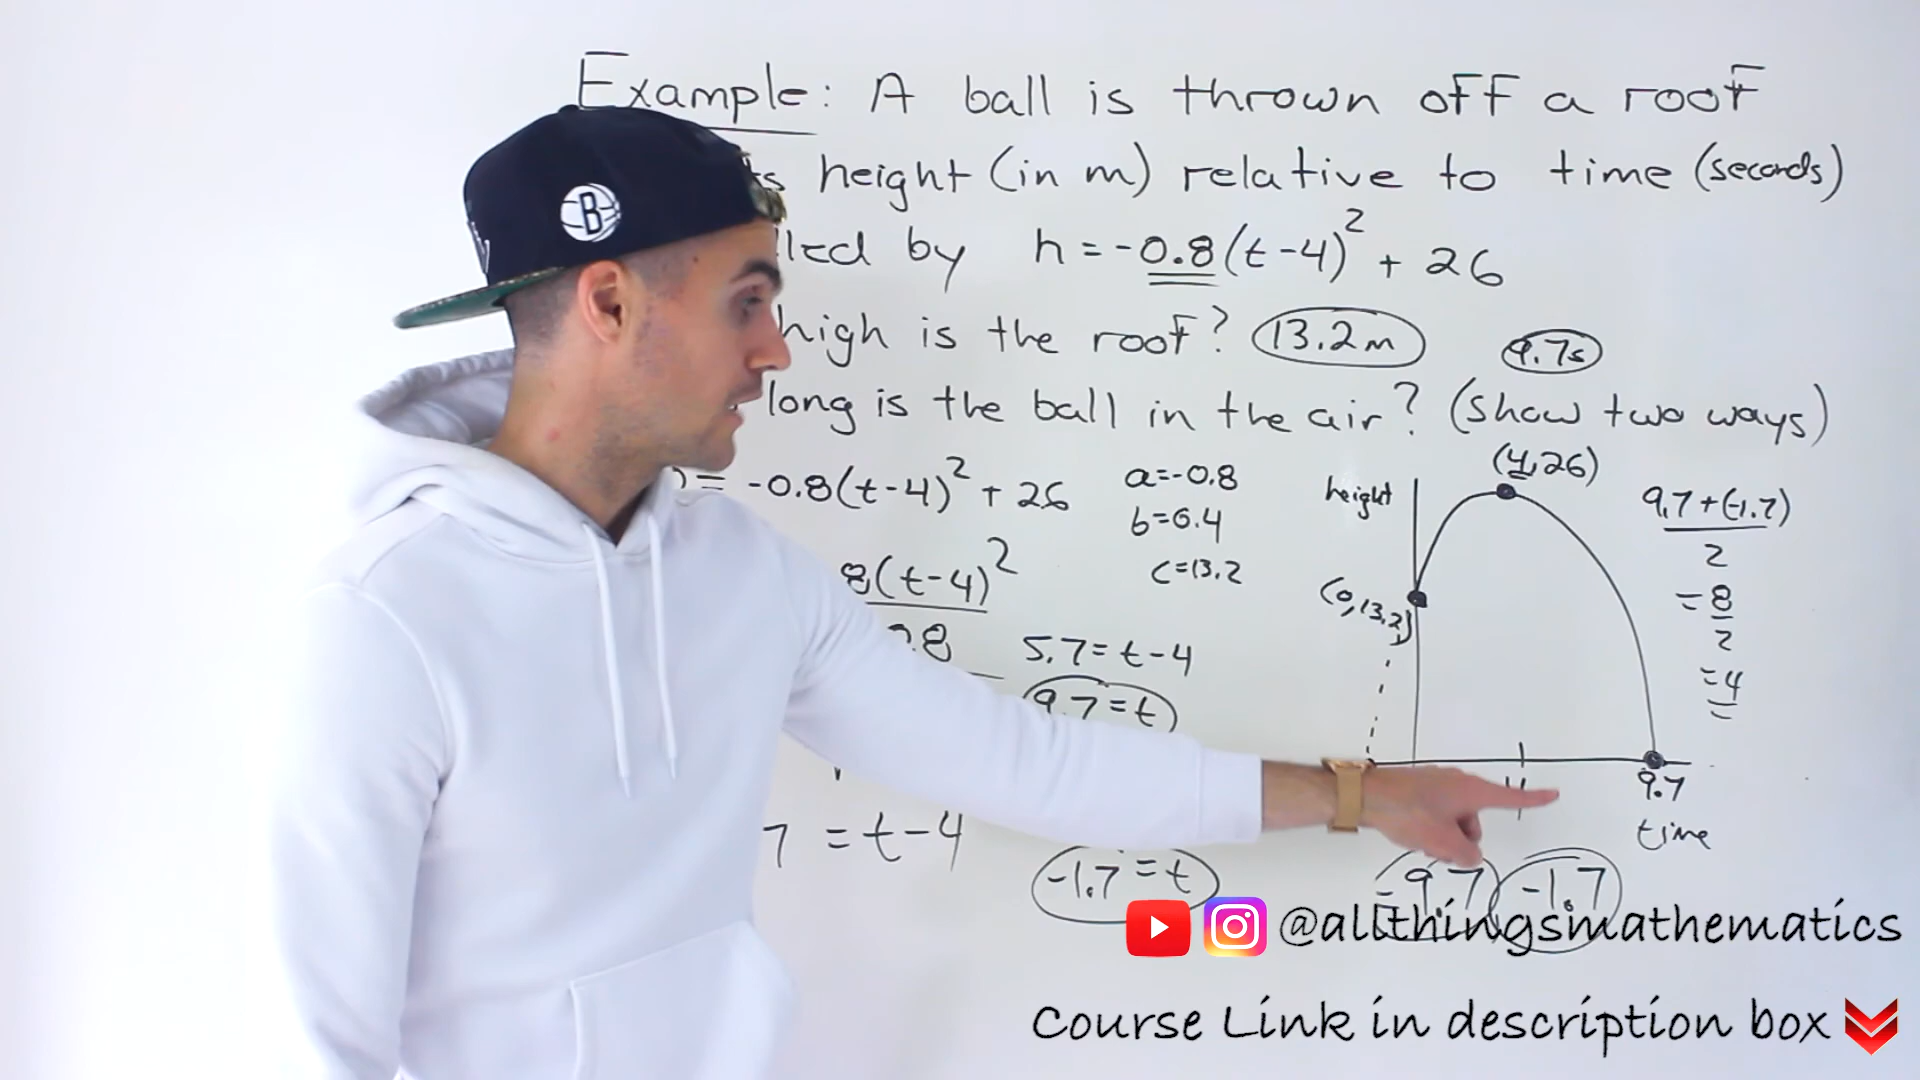 Example: A ball is thrown off a roof
height (in m) relative to time (seconds)
by h = -0.8(t-4)² + 26
high is the roof? 13.2m
9.7s
long is the ball in the air? (show two ways)
= -0.8(t-4)² + 26
a=-0.8
b=6.4
c=13.2
8(t-4)²
5.7=t-4
9.7=t
7 = t-4
-1.7=t
height
(4,26)
(0,13.2)
4
9.7
time
9.7+(-1.7)
2
=8
2
=4
=9.7
-1.7
B
@allthingsmathematics
Course Link in description box